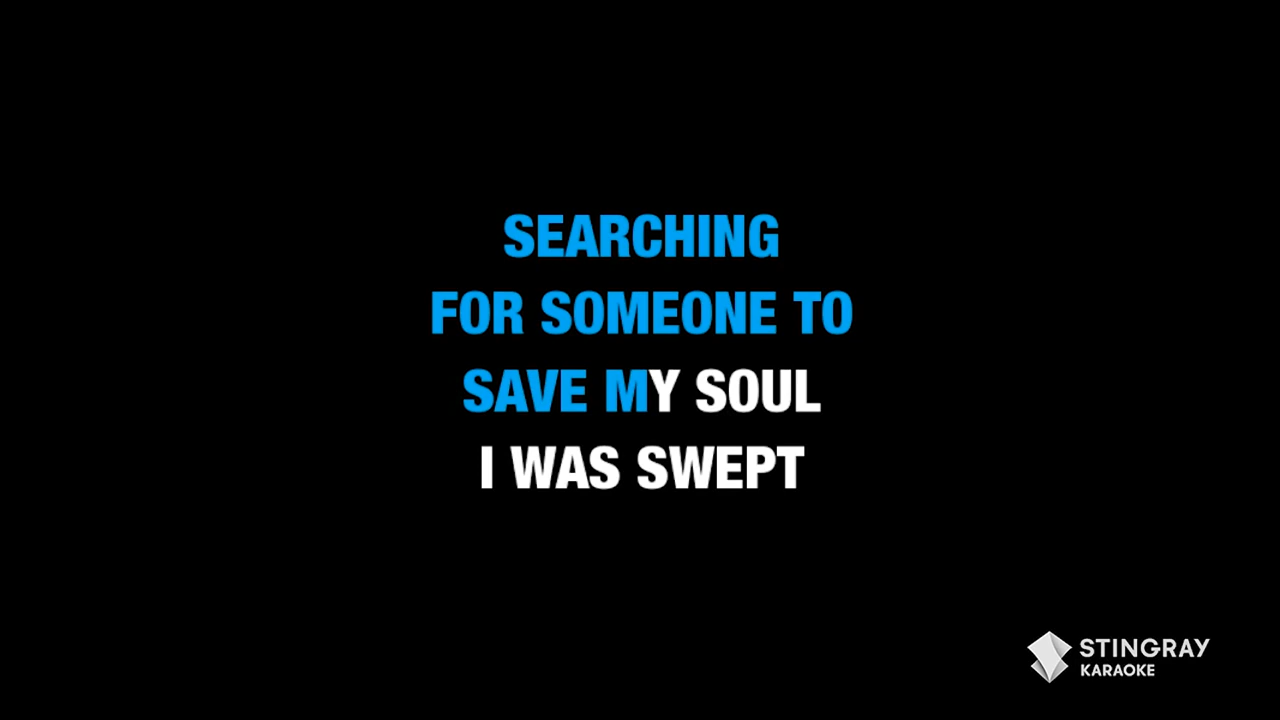 SEARCHING
FOR SOMEONE TO
SAVE MY SOUL
I WAS SWEPT
STINGRAY
KARAOKE